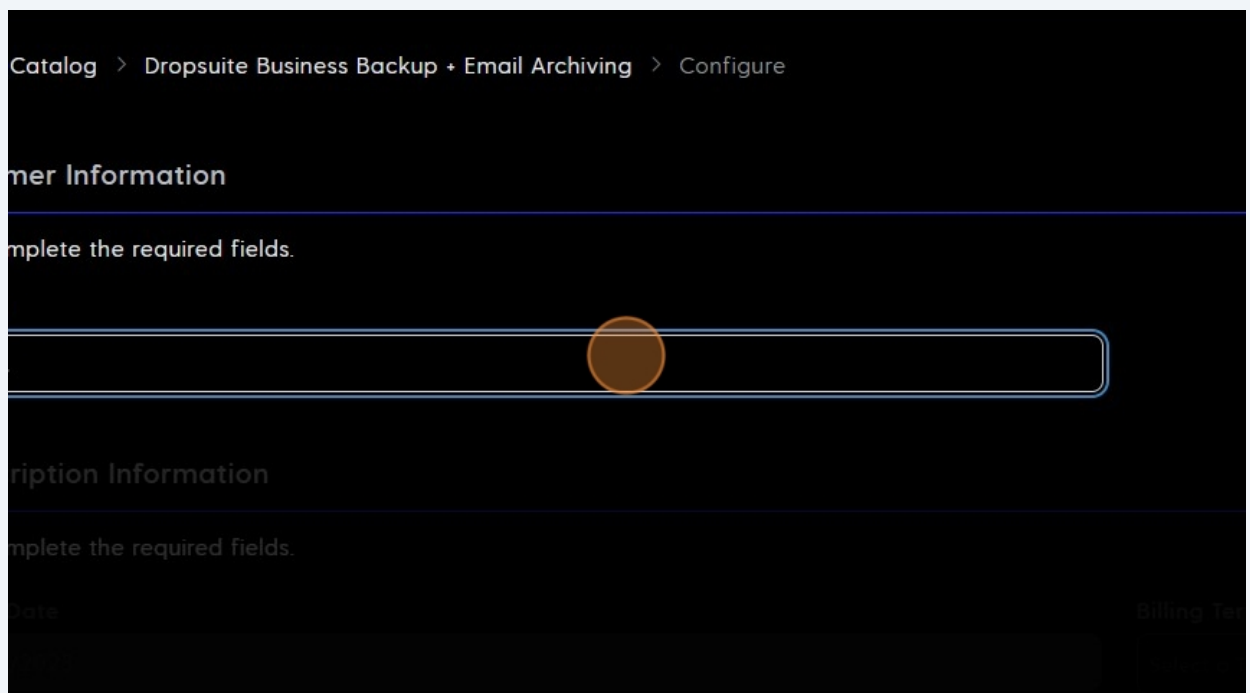 Catalog > Dropsuite Business Backup + Email Archiving > Configure
mer Information
mplete the required fields.
ription Information
mplete the required fields.
Date
Billing Ter